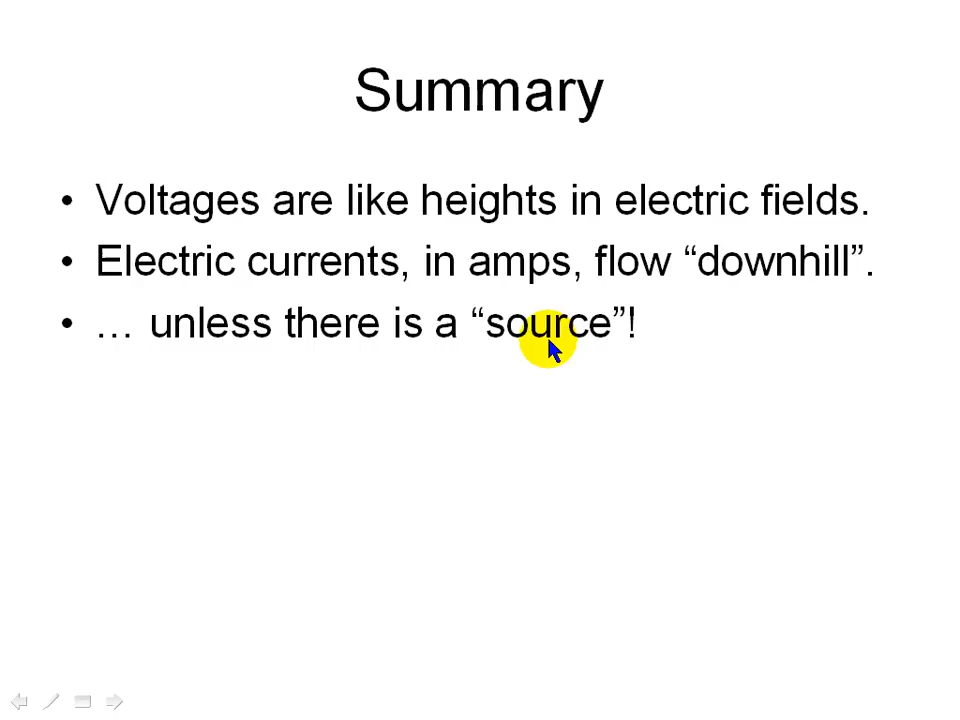 Summary
• Voltages are like heights in electric fields.
• Electric currents, in amps, flow “downhill”.
• … unless there is a “source”!